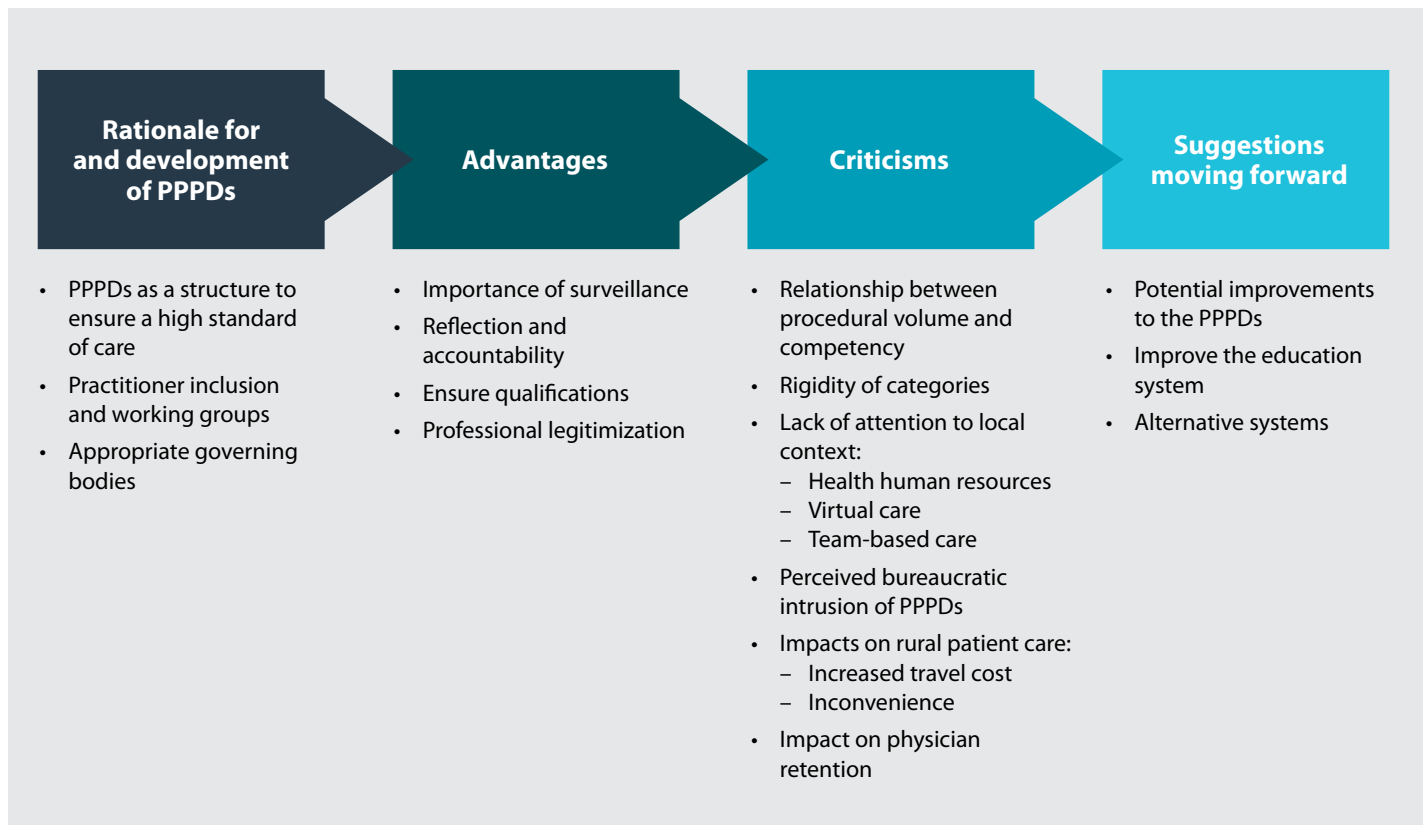 Rationale for
and development
of PPPDs
• PPPDs as a structure to
ensure a high standard
of care
• Practitioner inclusion
and working groups
• Appropriate governing
bodies
Advantages
• Importance of surveillance
• Reflection and
accountability
• Ensure qualifications
• Professional legitimization
Criticisms
• Relationship between
procedural volume and
competency
• Rigidity of categories
• Lack of attention to local
context:
– Health human resources
– Virtual care
– Team-based care
• Perceived bureaucratic
intrusion of PPPDs
• Impacts on rural patient care:
– Increased travel cost
– Inconvenience
• Impact on physician
retention
Suggestions
moving forward
• Potential improvements
to the PPPDs
• Improve the education
system
• Alternative systems